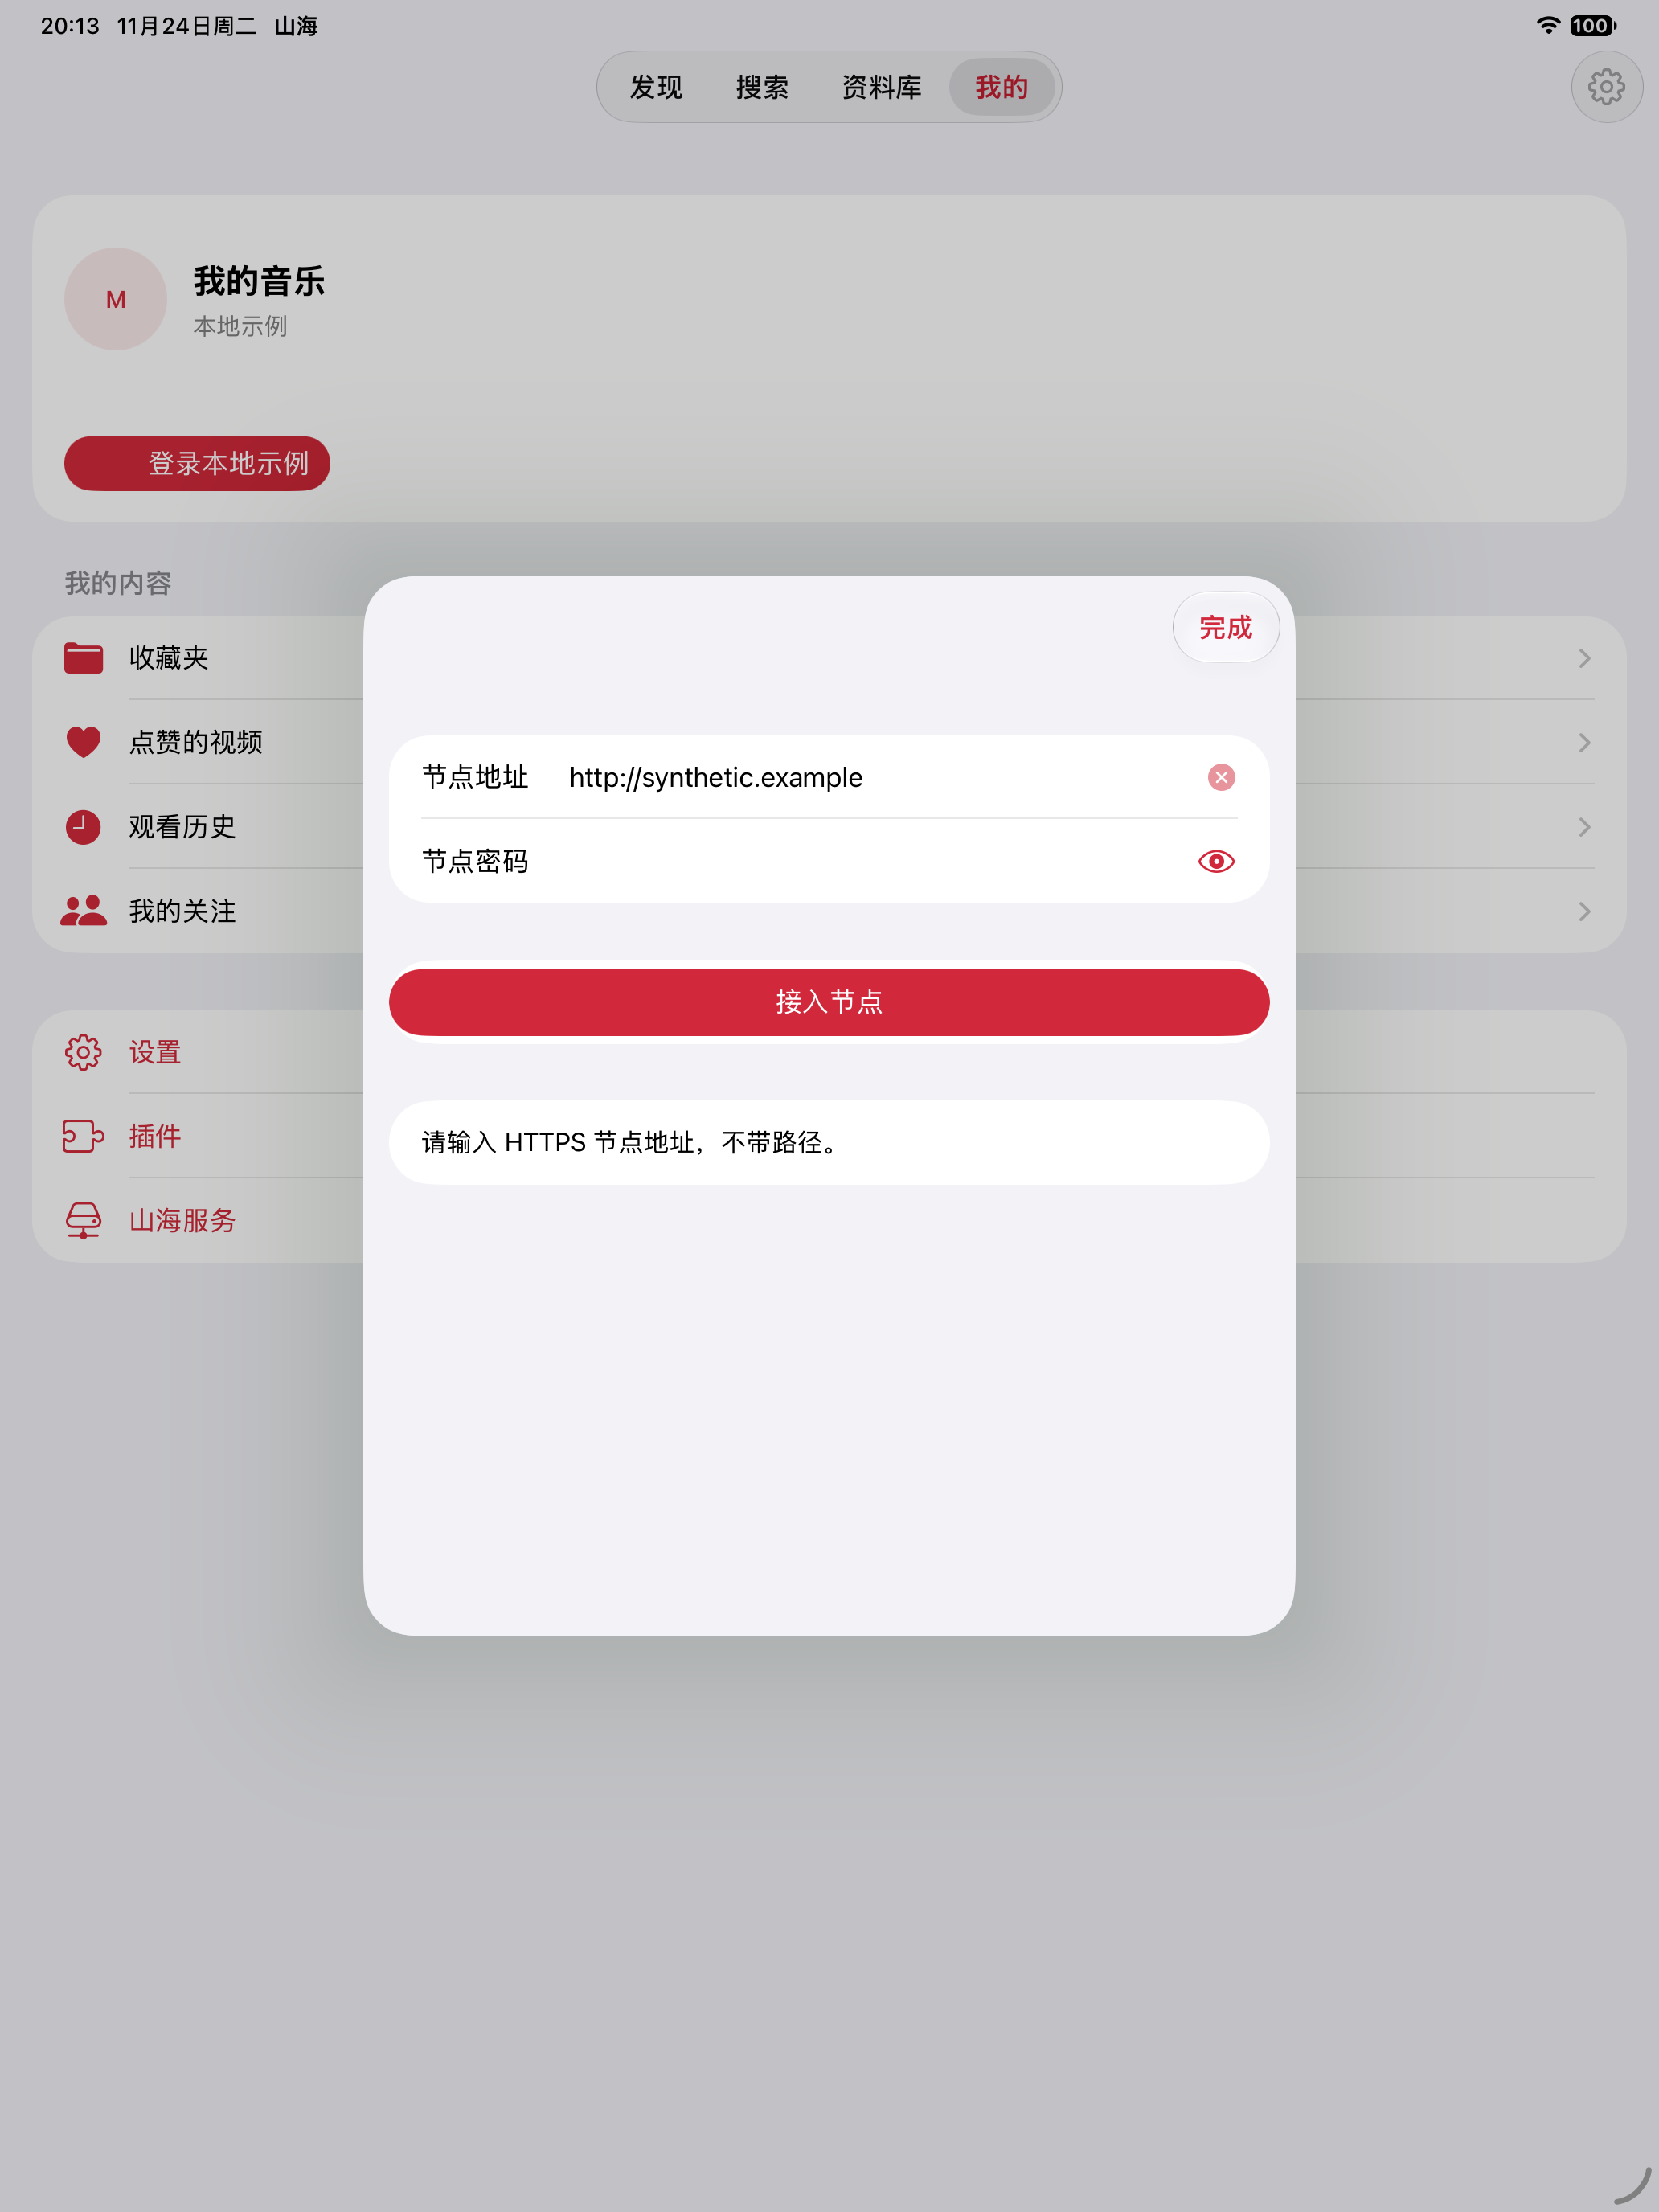 20:13 11月24日周二 山海
100
发现 搜索 资料库 我的
M
我的音乐
本地示例
登录本地示例
我的内容
收藏夹
点赞的视频
观看历史
我的关注
设置
插件
山海服务
完成
节点地址 http://synthetic.example
节点密码
接入节点
请输入 HTTPS 节点地址，不带路径。